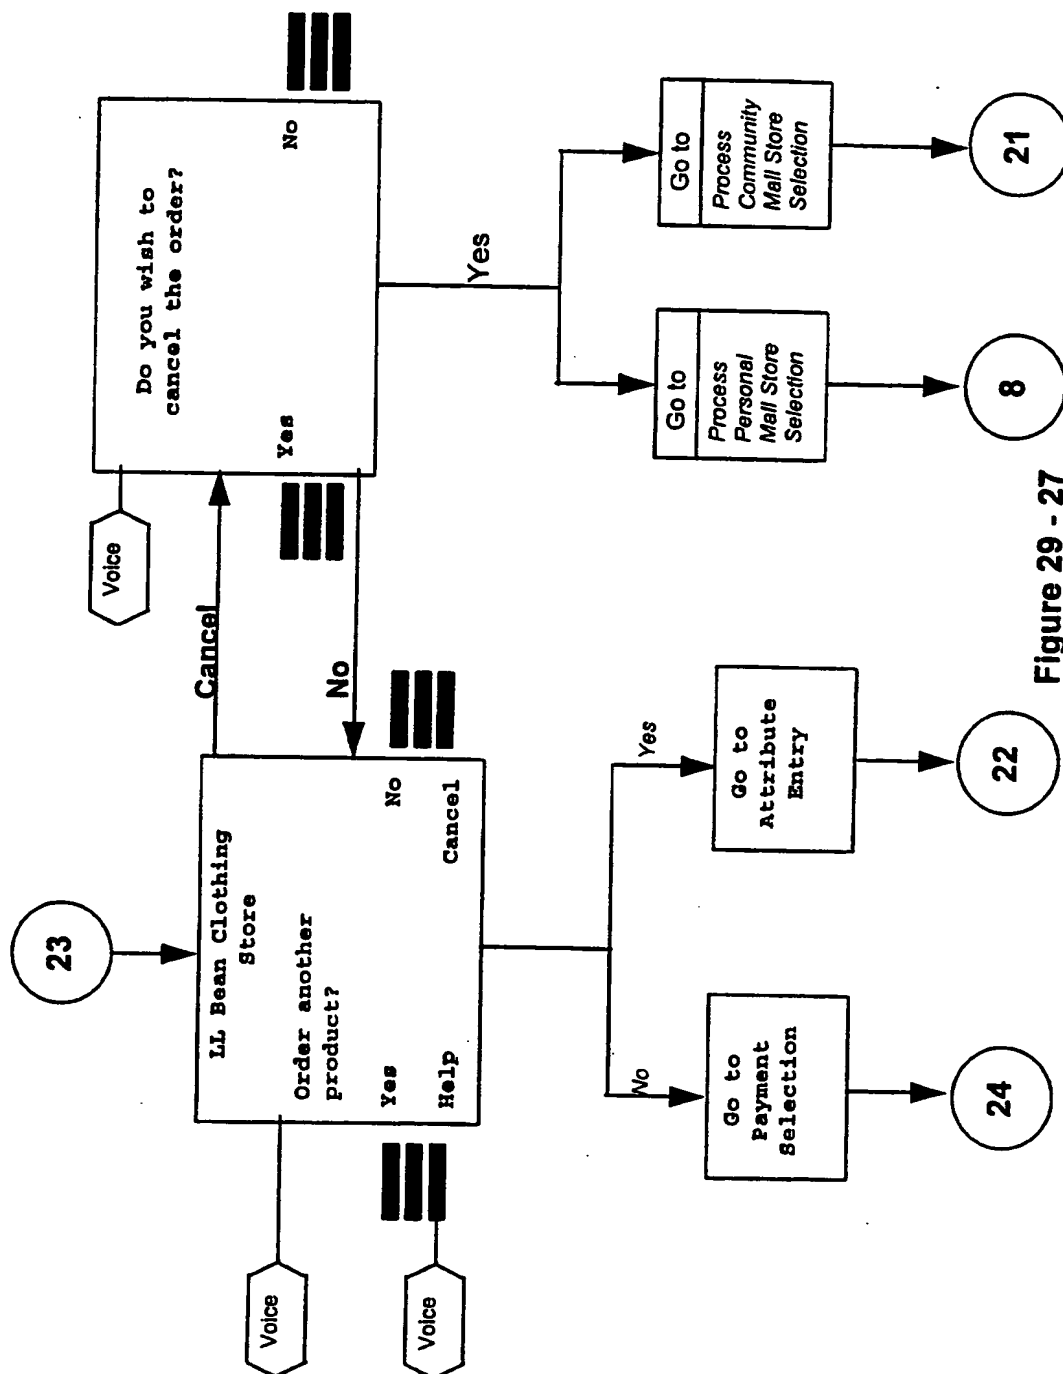 23
LL Bean Clothing
Store
Order another
product?
Yes
No
Help
Cancel
Voice
Voice
Cancel
No
Voice
Do you wish to
cancel the order?
Yes
No
No
Yes
Go to
Payment
Selection
Go to
Attribute
Entry
24
22
Yes
Go to
Process
Personal
Mall Store
Selection
Go to
Process
Community
Mall Store
Selection
8
21
Figure 29 - 27